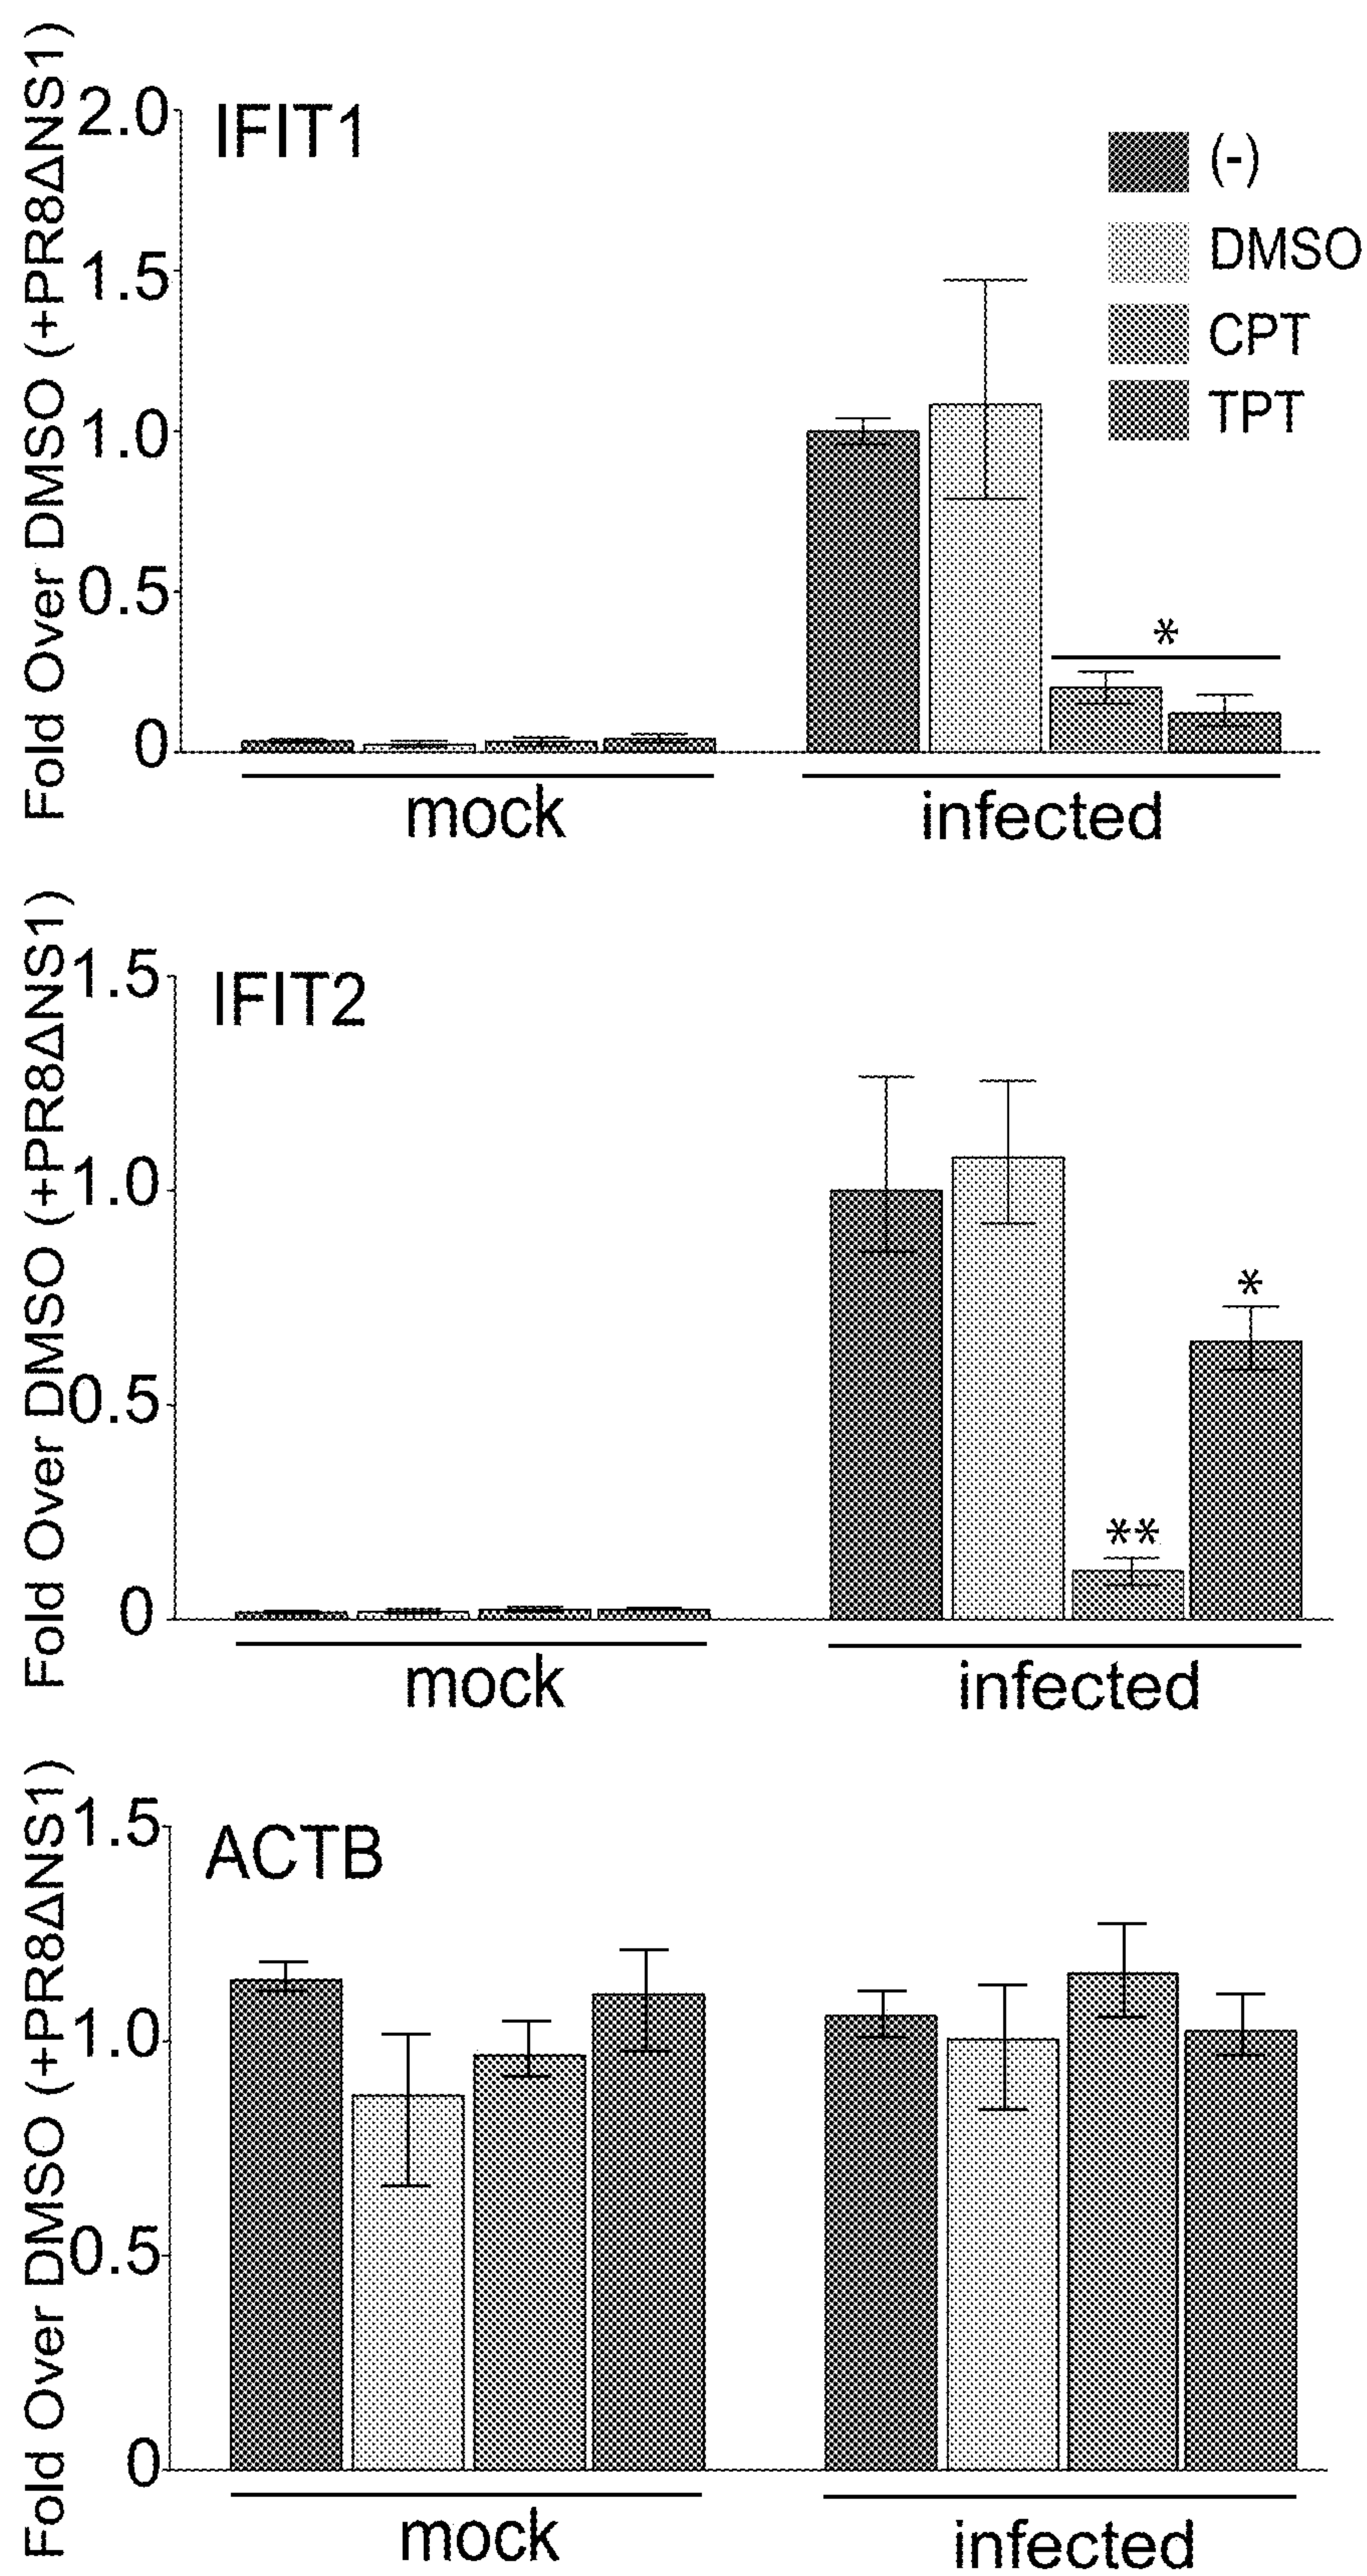 Fold Over DMSO (+PR8ΔNS1)
2.0
1.5
1.0
0.5
0
IFIT1
(-)
DMSO
CPT
TPT
*
mock
infected
Fold Over DMSO (+PR8ΔNS1)
1.5
1.0
0.5
0
IFIT2
**
*
mock
infected
Fold Over DMSO (+PR8ΔNS1)
1.5
1.0
0.5
0
ACTB
mock
infected